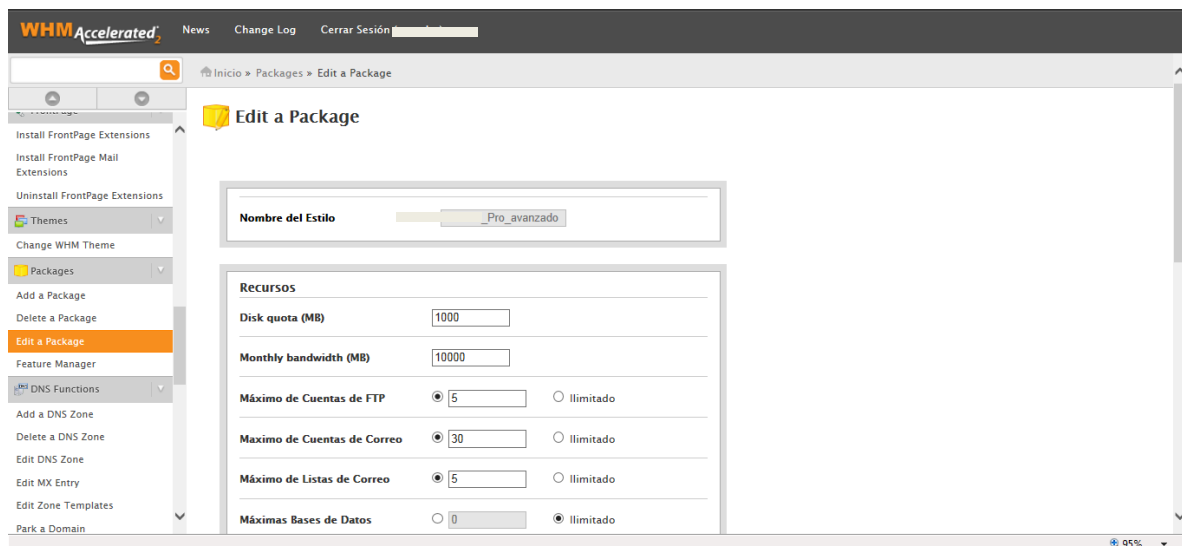 WHM Accelerated 2
News Change Log Cerrar Sesión
Inicio » Packages » Edit a Package
Edit a Package
Install FrontPage Extensions
Install FrontPage Mail
Extensions
Uninstall FrontPage Extensions
Themes
Change WHM Theme
Packages
Add a Package
Delete a Package
Edit a Package
Feature Manager
DNS Functions
Add a DNS Zone
Delete a DNS Zone
Edit DNS Zone
Edit MX Entry
Edit Zone Templates
Park a Domain
Nombre del Estilo _Pro_avanzado
Recursos
Disk quota (MB) 1000
Monthly bandwidth (MB) 10000
Máximo de Cuentas de FTP 5 Ilimitado
Maximo de Cuentas de Correo 30 Ilimitado
Máximo de Listas de Correo 5 Ilimitado
Máximas Bases de Datos 0 Ilimitado
95%